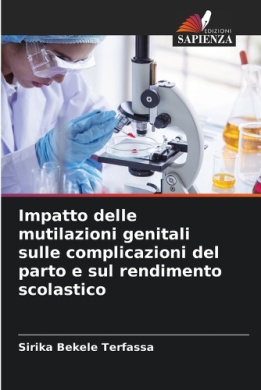 EDIZIONI
SAPIENZA
Impatto delle
mutilazioni genitali
sulle complicazioni del
parto e sul rendimento
scolastico
Sirika Bekele Terfassa